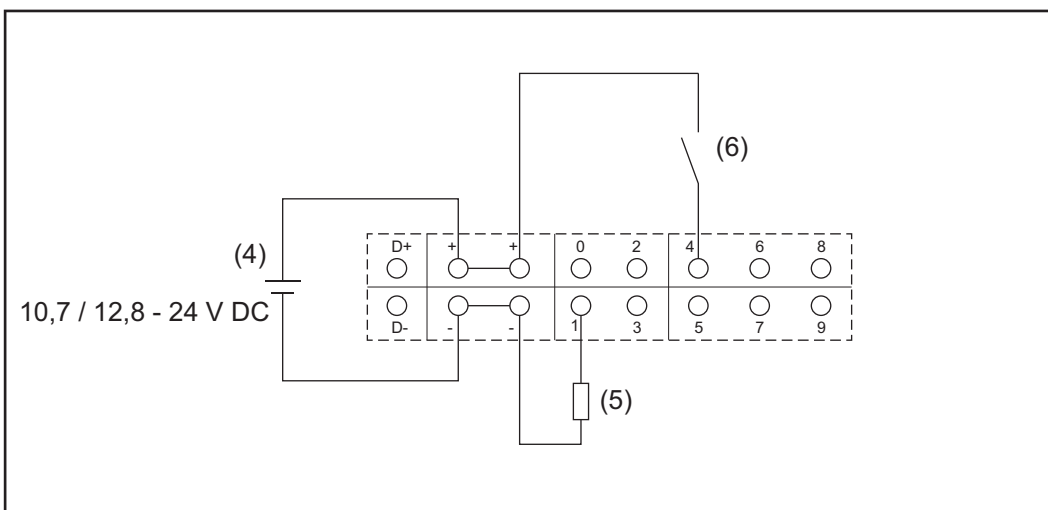 (6)
(4)
10,7 / 12,8 - 24 V DC
D+ + + 0 2 4 6 8
D- - - 1 3 5 7 9
(5)